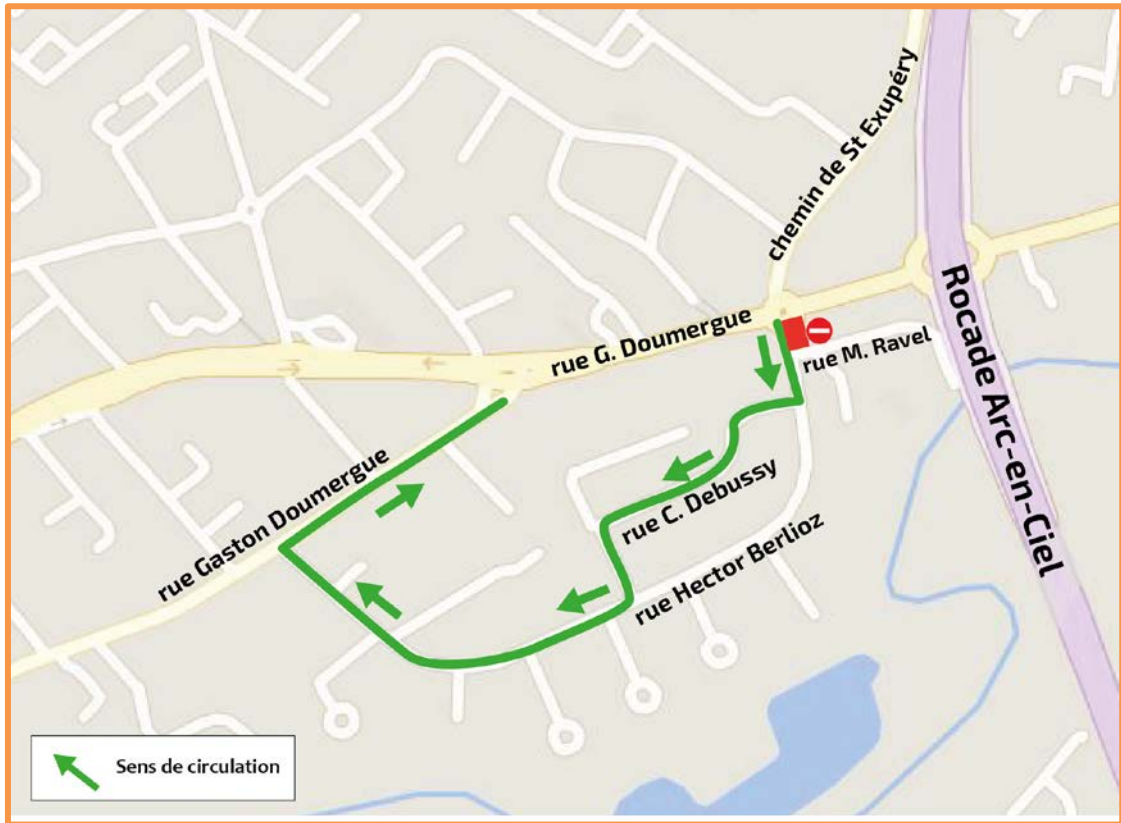 chemin de St Exupéry
Rocade Arc-en-Ciel
rue G. Doumergue
rue M. Ravel
rue Gaston Doumergue
rue C. Debussy
rue Hector Berlioz
Sens de circulation